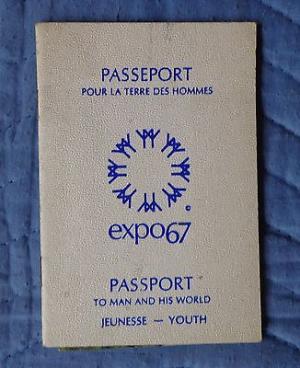 PASSEPORT
POUR LA TERRE DES HOMMES
©
expo67
PASSPORT
TO MAN AND HIS WORLD
JEUNESSE — YOUTH